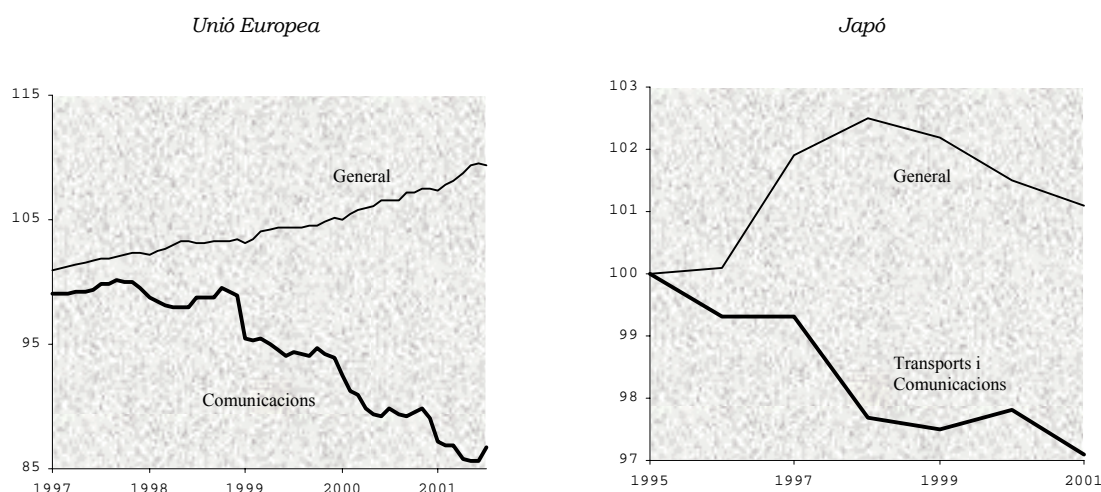 Unió Europea
115
105
95
85
1997 1998 1999 2000 2001
General
Comunicacions
Japó
103
102
101
100
99
98
97
1995 1997 1999 2001
General
Transports i
Comunicacions